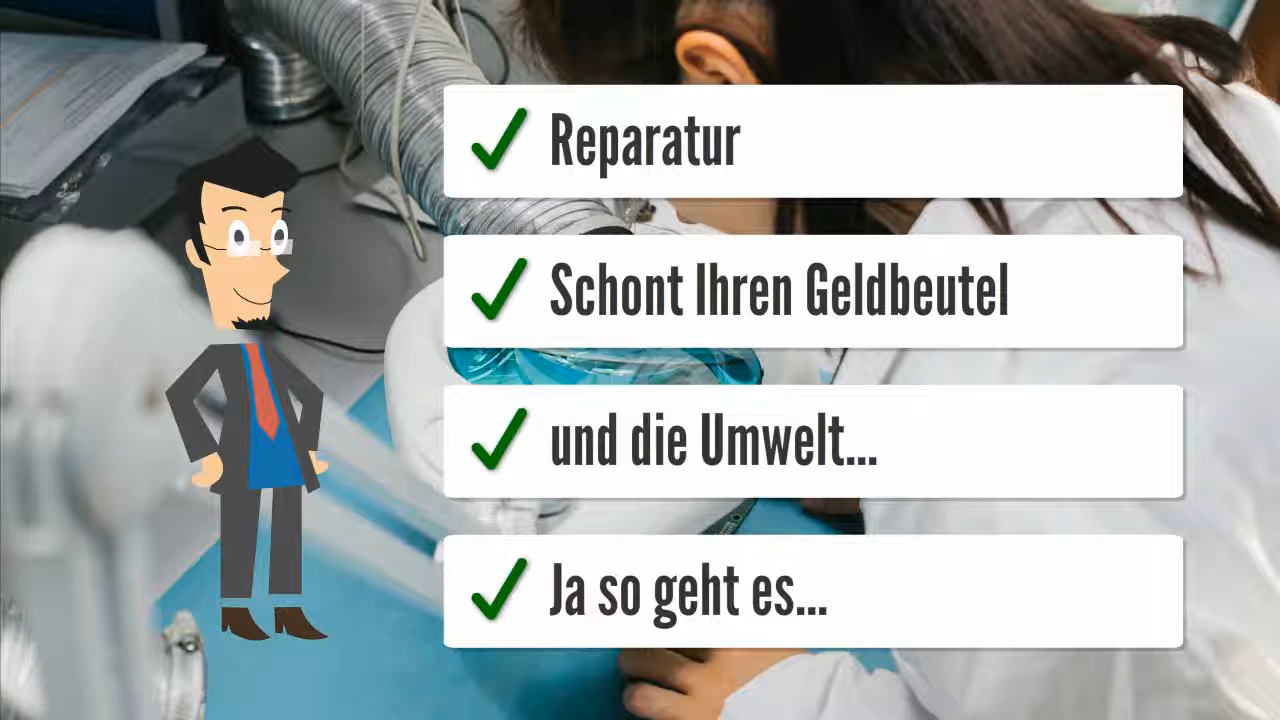 Reparatur
Schont Ihren Geldbeutel
und die Umwelt...
Ja so geht es...